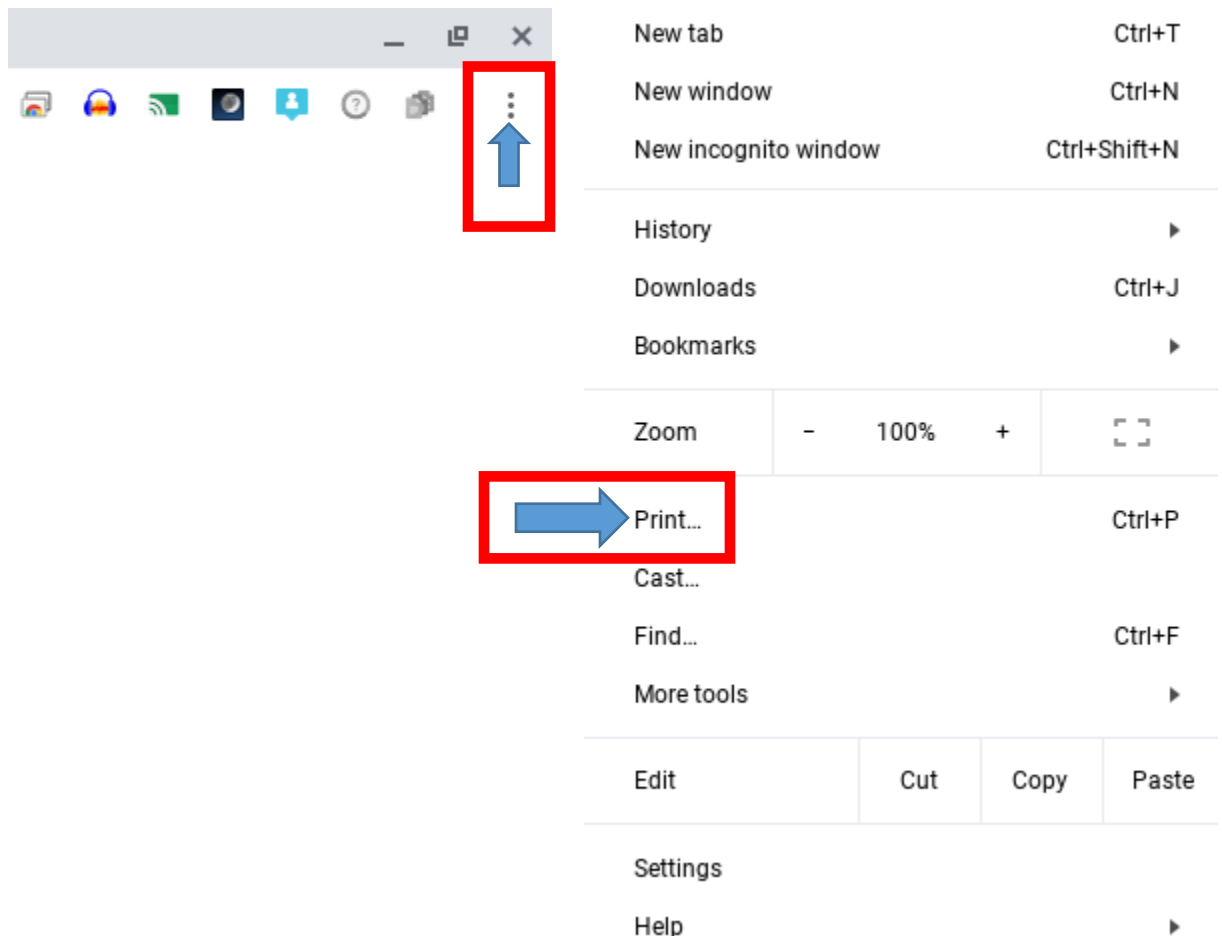 New tab Ctrl+T
New window Ctrl+N
New incognito window Ctrl+Shift+N
History
Downloads Ctrl+J
Bookmarks
Zoom - 100% +
Print... Ctrl+P
Cast...
Find... Ctrl+F
More tools
Edit Cut Copy Paste
Settings
Help